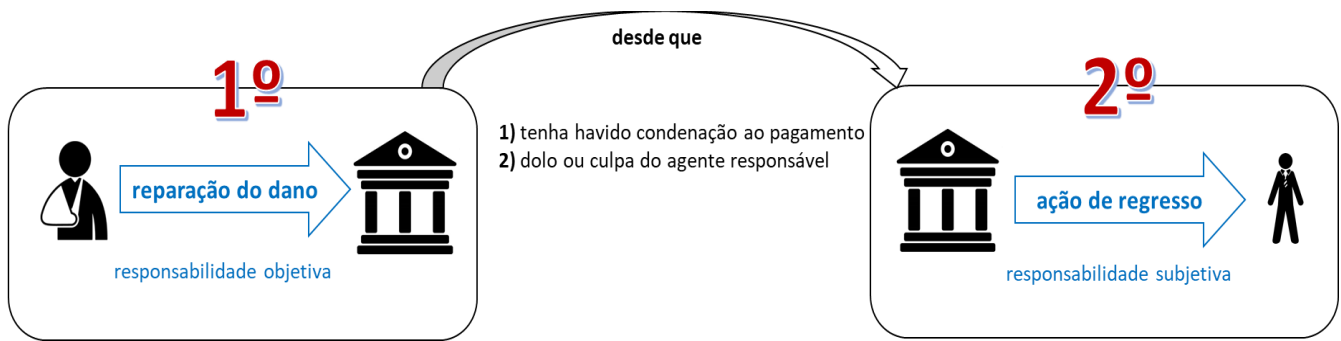 1º
reparação do dano
responsabilidade objetiva
desde que
1) tenha havido condenação ao pagamento
2) dolo ou culpa do agente responsável
2º
ação de regresso
responsabilidade subjetiva